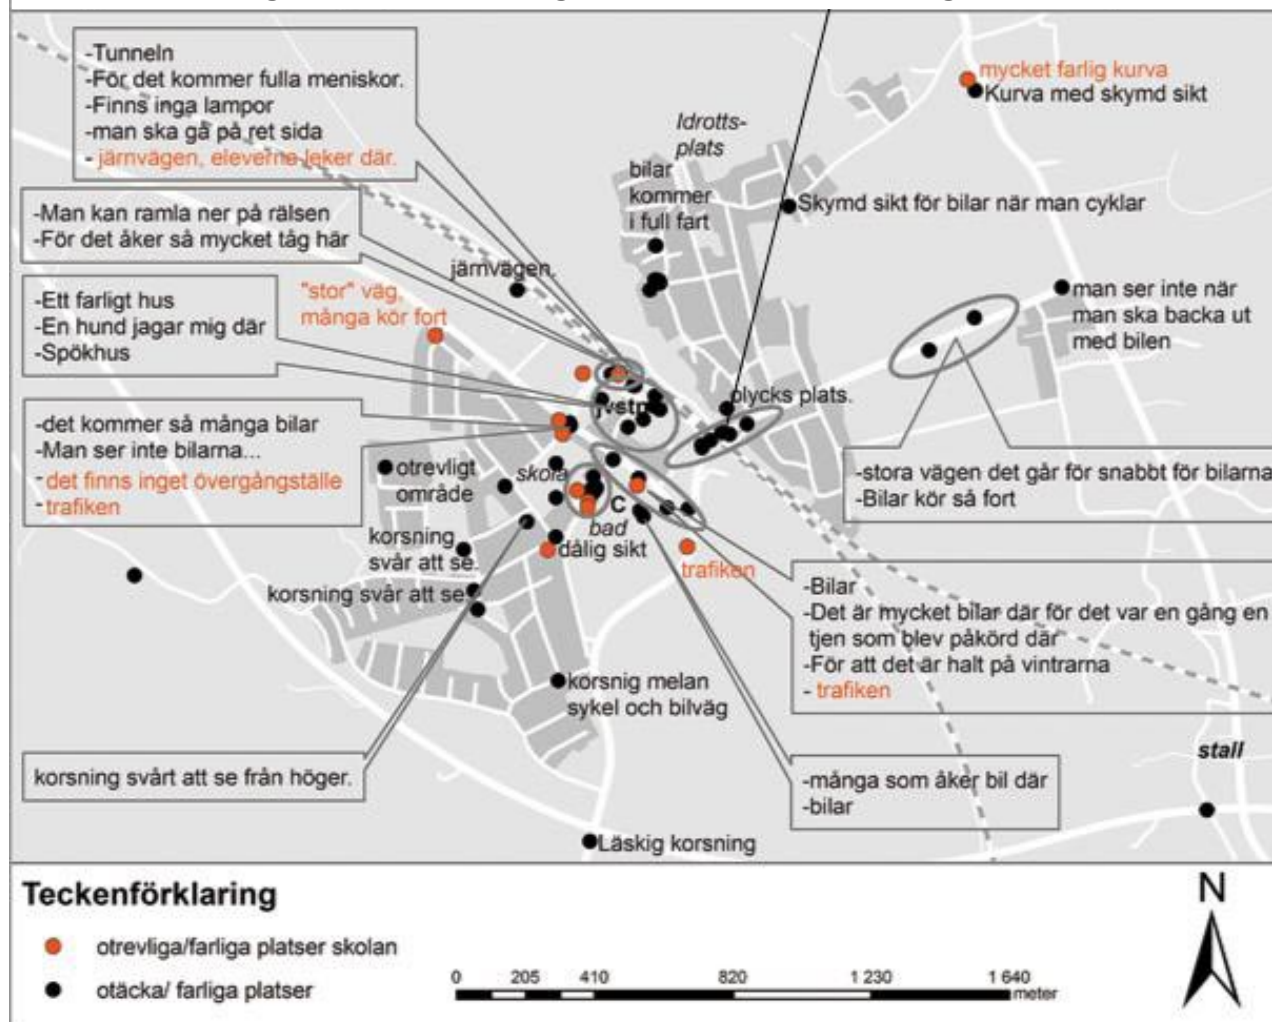 -Tunneln
-För det kommer fulla meniskor.
-Finns inga lampor
-man ska gå på ret sida
- järnvägen, eleverne leker där.
-Man kan ramla ner på rälsen
-För det åker så mycket tåg här
-Ett farligt hus
-En hund jagar mig där
-Spökhus
-det kommer så många bilar
-Man ser inte bilarna...
- det finns inget övergångställe
- trafiken
korsning svårt att se från höger.
järnvägen.
"stor" väg,
många kör fort
Idrotts-
plats
bilar
kommer
i full fart
mycket farlig kurva
Kurva med skymd sikt
Skymd sikt för bilar när man cyklar
man ser inte när
man ska backa ut
med bilen
olycks plats.
jvstn
skola
otrevligt
område
C
bad
dålig sikt
korsning
svår att se.
korsning svår att se
trafiken
-stora vägen det går för snabbt för bilarna
-Bilar kör så fort
-Bilar
-Det är mycket bilar där för det var en gång en
tjen som blev påkörd där
-För att det är halt på vintrarna
- trafiken
korsnig melan
sykel och bilväg
-många som åker bil där
-bilar
stall
Läskig korsning
Teckenförklaring
otrevliga/farliga platser skolan
otäcka/ farliga platser
0 205 410 820 1 230 1 640
meter
N